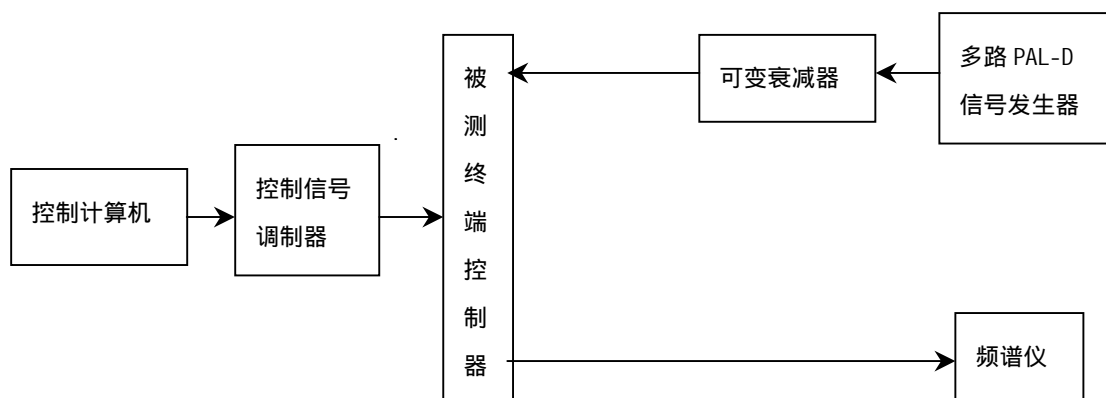 控制计算机
控制信号
调制器
被
测
终
端
控
制
器
可变衰减器
多路 PAL-D
信号发生器
频谱仪